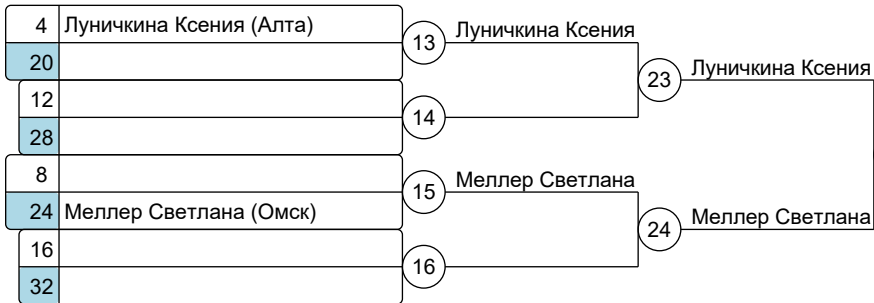 4 Луничкина Ксения (Алта)
13 Луничкина Ксения
20
23 Луничкина Ксения
12
14
28
8
15 Меллер Светлана
24 Меллер Светлана (Омск)
24 Меллер Светлана
16
16
32